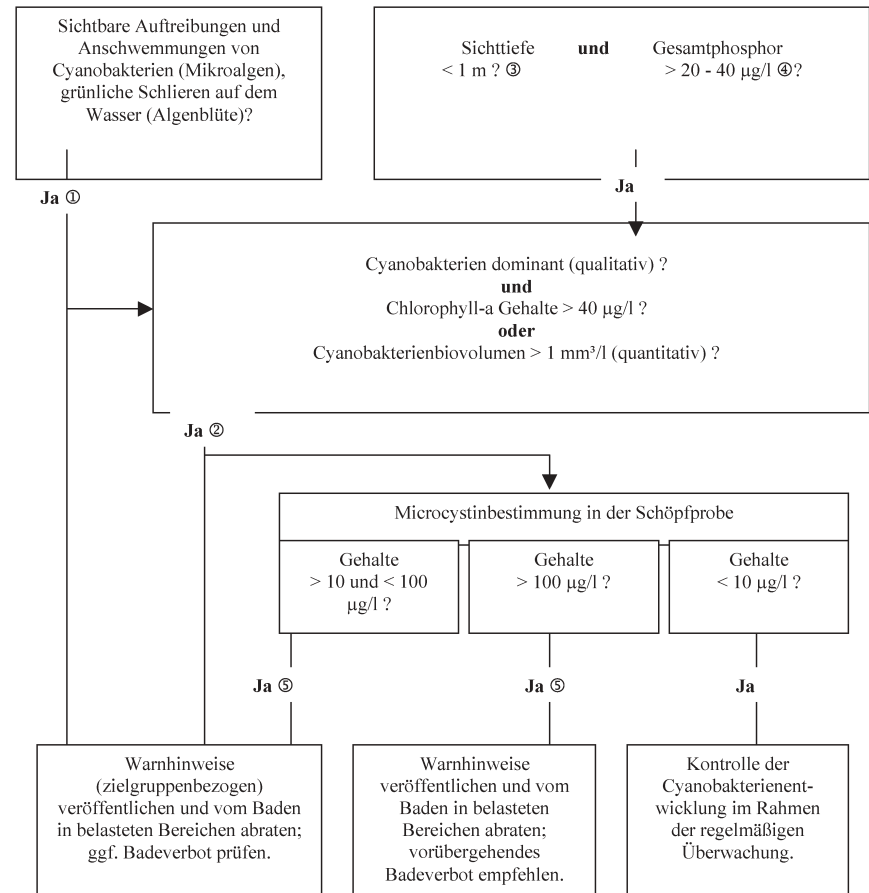 Sichtbare Auftreibungen und
Anschwemmungen von
Cyanobakterien (Mikroalgen),
grünliche Schlieren auf dem
Wasser (Algenblüte)?
Sichttiefe und Gesamtphosphor
< 1 m ? ③ > 20 - 40 µg/l ④?
Ja ①
Ja
Cyanobakterien dominant (qualitativ) ?
und
Chlorophyll-a Gehalte > 40 µg/l ?
oder
Cyanobakterienbiovolumen > 1 mm³/l (quantitativ) ?
Ja ②
Microcystinbestimmung in der Schöpfprobe
Gehalte
> 10 und < 100
µg/l ?
Gehalte
> 100 µg/l ?
Gehalte
< 10 µg/l ?
Ja ⑤
Ja ⑤
Ja
Warnhinweise
(zielgruppenbezogen)
veröffentlichen und vom Baden
in belasteten Bereichen abraten;
ggf. Badeverbot prüfen.
Warnhinweise
veröffentlichen und vom
Baden in belasteten
Bereichen abraten;
vorübergehendes
Badeverbot empfehlen.
Kontrolle der
Cyanobakterienent-
wicklung im Rahmen
der regelmäßigen
Überwachung.